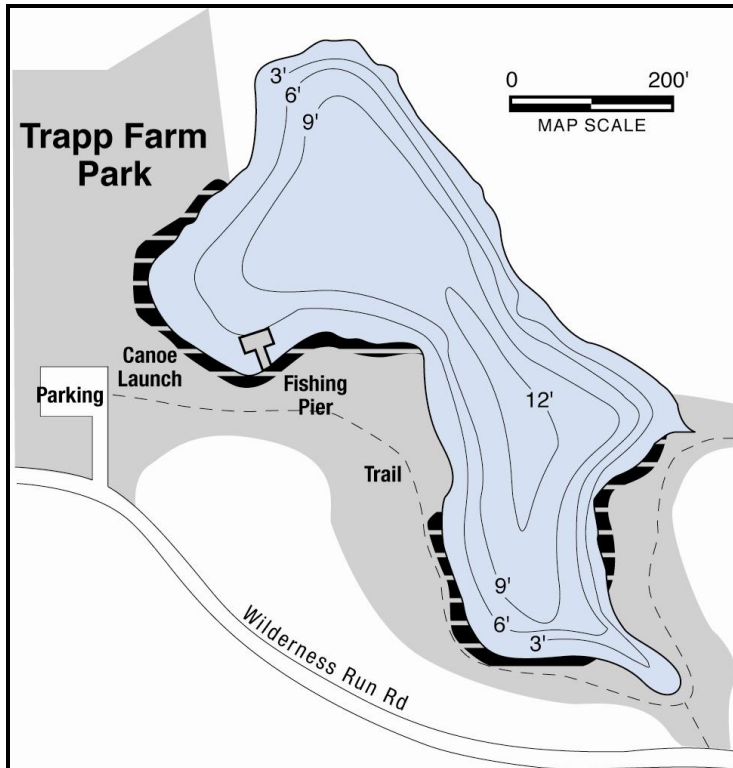 0 200'
MAP SCALE
Trapp Farm
Park
3'
6'
9'
Canoe
Launch
Parking
Fishing
Pier
12'
Trail
9'
6'
3'
Wilderness Run Rd